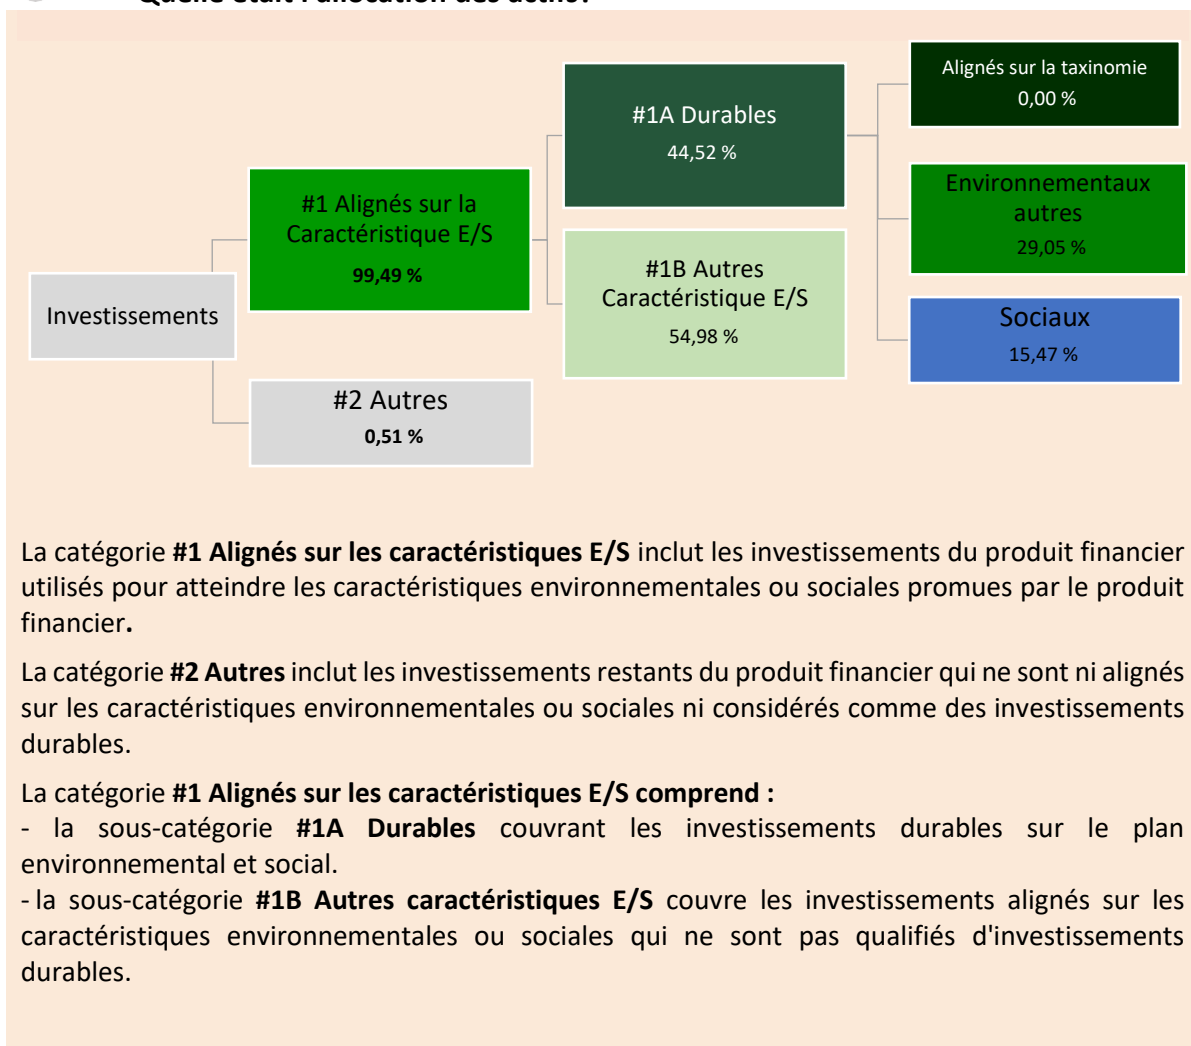 Quelle était l'allocation des actifs?
Alignés sur la taxinomie
0,00 %
#1A Durables
44,52 %
Environnementaux
autres
29,05 %
#1 Alignés sur la
Caractéristique E/S
99,49 %
#1B Autres
Caractéristique E/S
54,98 %
Investissements
Sociaux
15,47 %
#2 Autres
0,51 %
La catégorie #1 Alignés sur les caractéristiques E/S inclut les investissements du produit financier
utilisés pour atteindre les caractéristiques environnementales ou sociales promues par le produit
financier.
La catégorie #2 Autres inclut les investissements restants du produit financier qui ne sont ni alignés
sur les caractéristiques environnementales ou sociales ni considérés comme des investissements
durables.
La catégorie #1 Alignés sur les caractéristiques E/S comprend :
- la sous-catégorie #1A Durables couvrant les investissements durables sur le plan
environnemental et social.
- la sous-catégorie #1B Autres caractéristiques E/S couvre les investissements alignés sur les
caractéristiques environnementales ou sociales qui ne sont pas qualifiés d'investissements
durables.